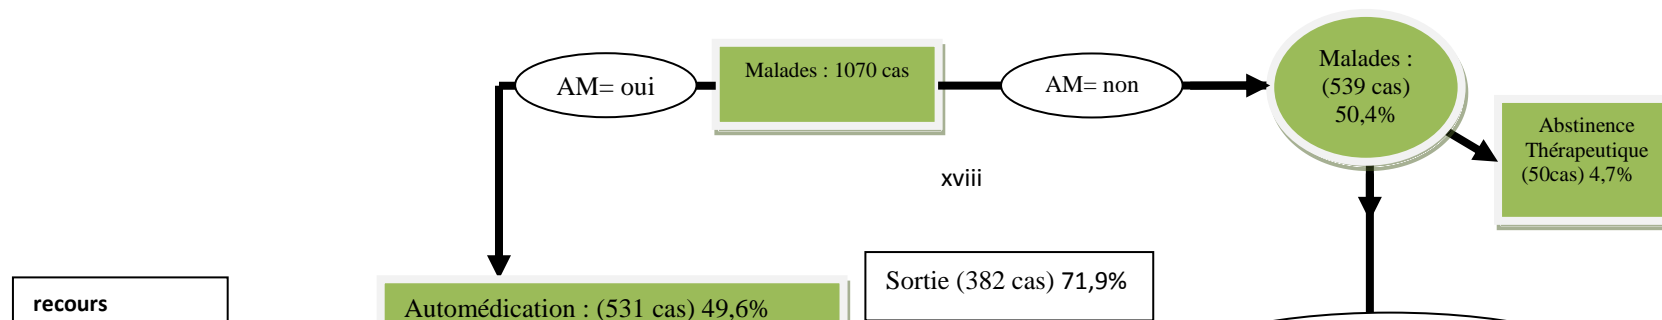 AM= oui
Malades : 1070 cas
AM= non
Malades :
(539 cas)
50,4%
Abstinence
Thérapeutique
(50cas) 4,7%
xviii
recours
Automédication : (531 cas) 49,6%
Sortie (382 cas) 71,9%